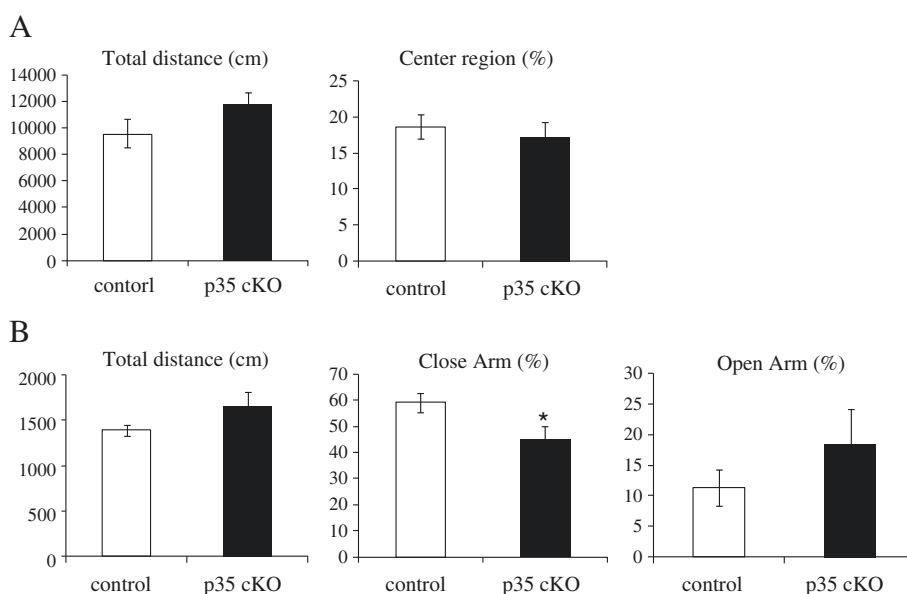 A
Total distance (cm)
14000
12000
10000
8000
6000
4000
2000
0
contorl
p35 cKO
Center region (%)
25
20
15
10
5
0
control
p35 cKO
B
Total distance (cm)
2000
1500
1000
500
0
control
p35 cKO
Close Arm (%)
70
60
50
40
30
20
10
0
*
control
p35 cKO
Open Arm (%)
30
25
20
15
10
5
0
control
p35 cKO